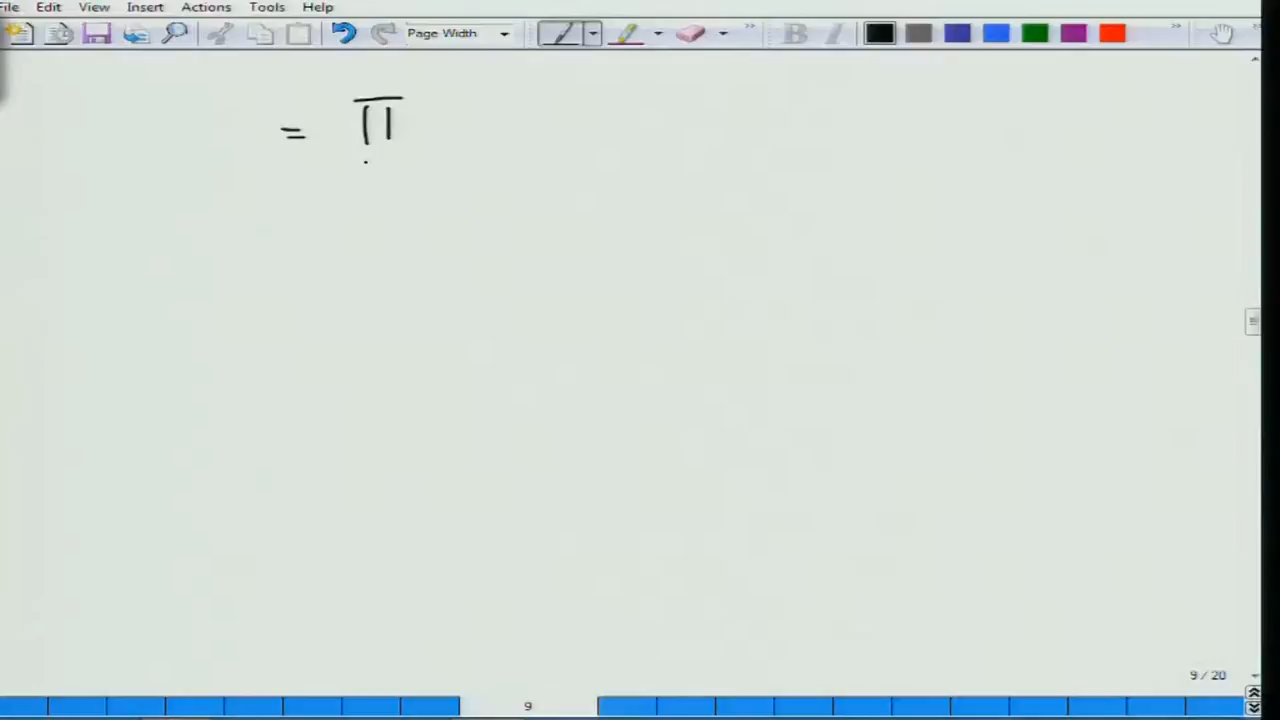 File Edit View Insert Actions Tools Help
Page Width
= Π
9 / 20
9